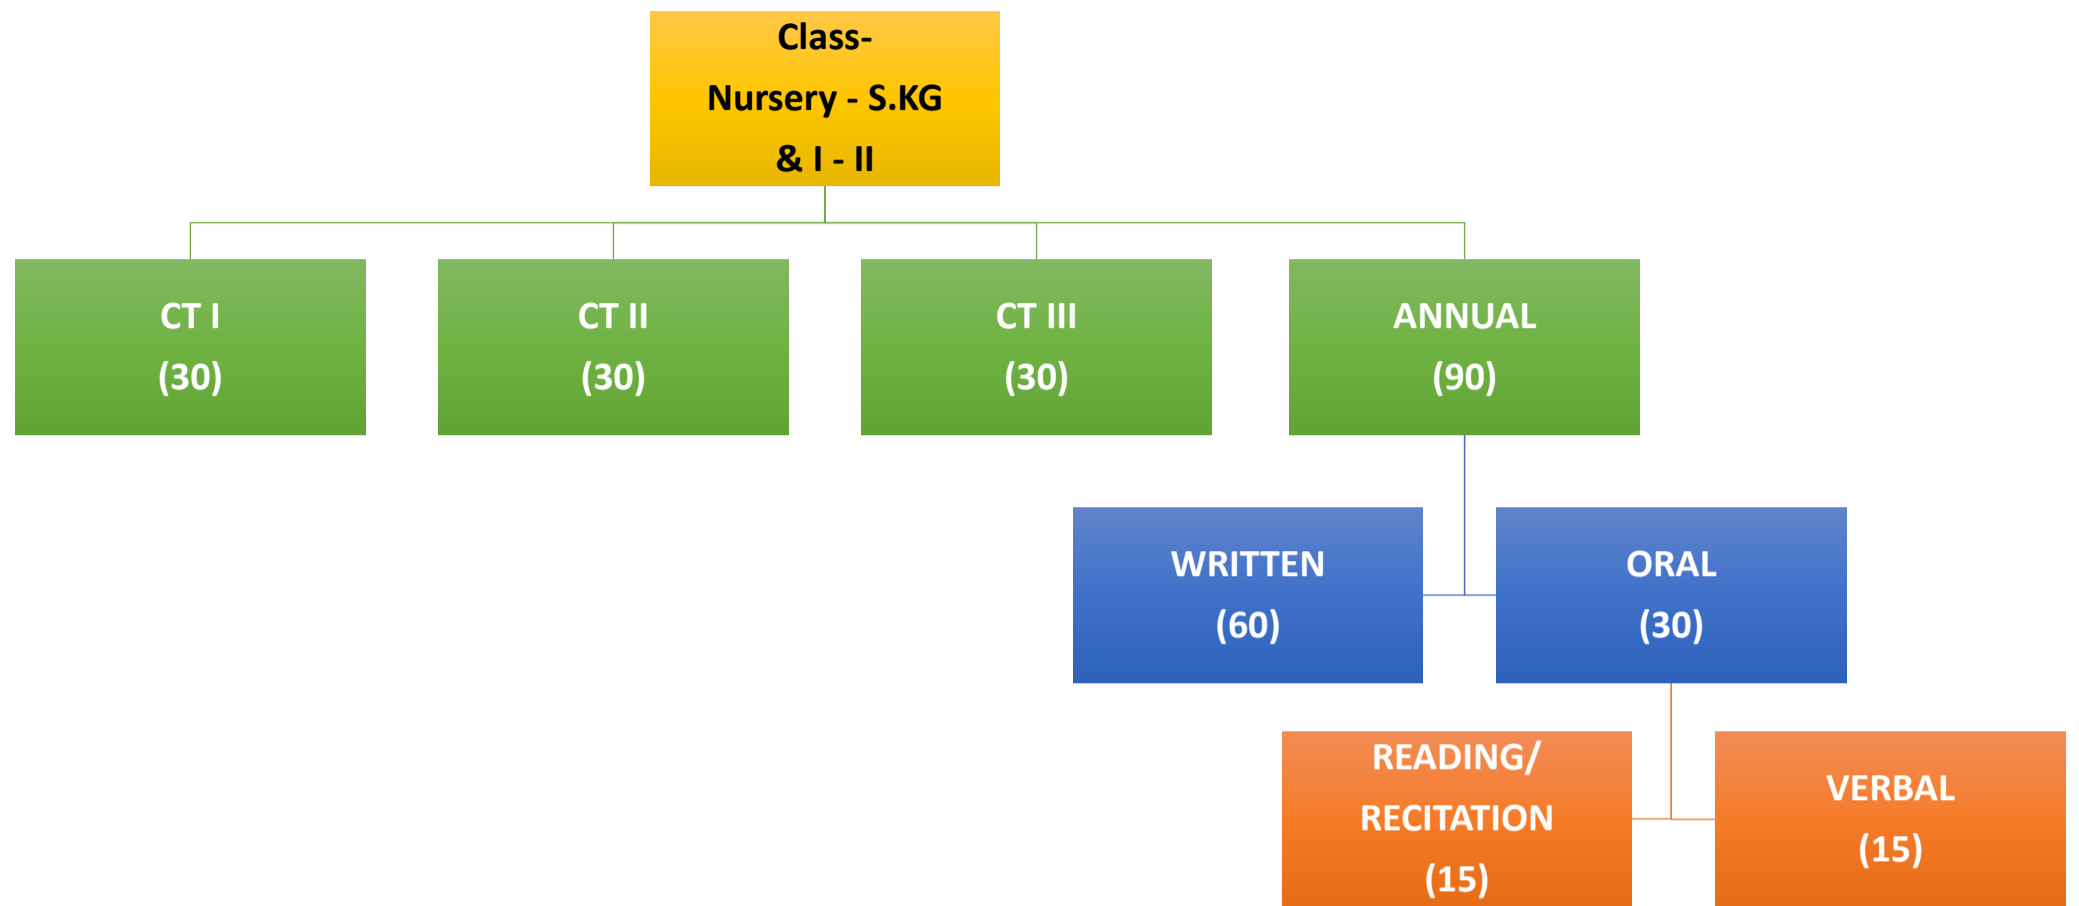 Class-
Nursery - S.KG
& I - II
CT I
(30)
CT II
(30)
CT III
(30)
ANNUAL
(90)
WRITTEN
(60)
ORAL
(30)
READING/
RECITATION
(15)
VERBAL
(15)